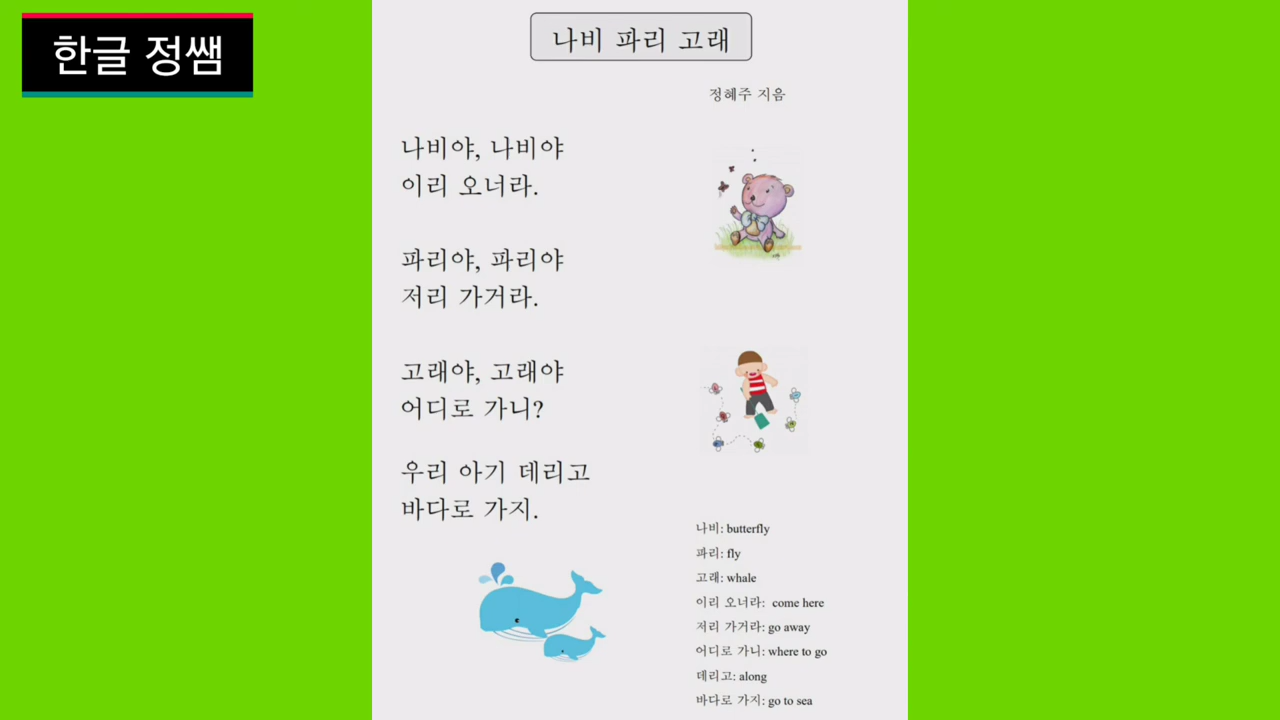 한글 정쌤
나비 파리 고래
정혜주 지음
나비야, 나비야
이리 오너라.
파리야, 파리야
저리 가거라.
고래야, 고래야
어디로 가니?
우리 아기 데리고
바다로 가지.
나비: butterfly
파리: fly
고래: whale
이리 오너라: come here
저리 가거라: go away
어디로 가니: where to go
데리고: along
바다로 가지: go to sea